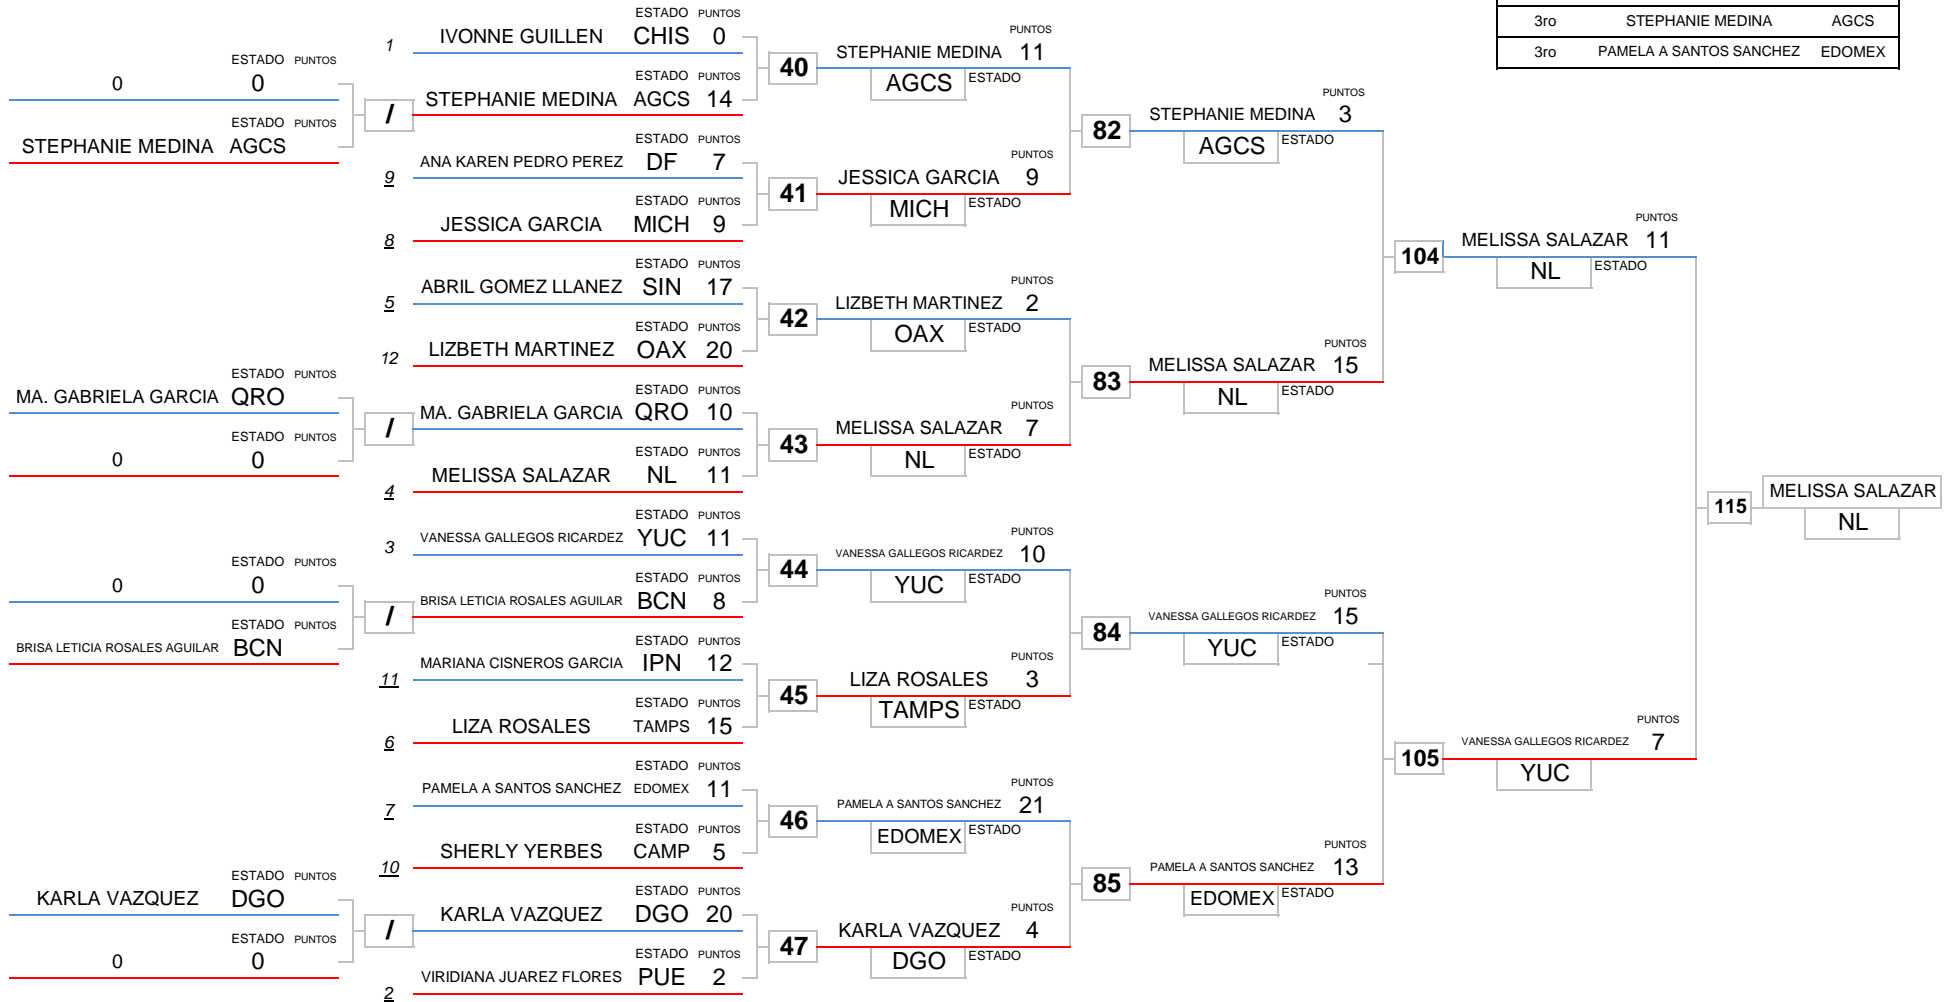 3ro STEPHANIE MEDINA AGCS
3ro PAMELA A SANTOS SANCHEZ EDOMEX
ESTADO PUNTOS
0 0
ESTADO PUNTOS
STEPHANIE MEDINA AGCS
/
ESTADO PUNTOS
MA. GABRIELA GARCIA QRO
ESTADO PUNTOS
0 0
/
ESTADO PUNTOS
0 0
ESTADO PUNTOS
BRISA LETICIA ROSALES AGUILAR BCN
/
ESTADO PUNTOS
KARLA VAZQUEZ DGO
ESTADO PUNTOS
0 0
/
ESTADO PUNTOS
1 IVONNE GUILLEN CHIS 0
ESTADO PUNTOS
STEPHANIE MEDINA AGCS 14
ESTADO PUNTOS
9 ANA KAREN PEDRO PEREZ DF 7
ESTADO PUNTOS
8 JESSICA GARCIA MICH 9
ESTADO PUNTOS
5 ABRIL GOMEZ LLANEZ SIN 17
ESTADO PUNTOS
12 LIZBETH MARTINEZ OAX 20
ESTADO PUNTOS
MA. GABRIELA GARCIA QRO 10
ESTADO PUNTOS
4 MELISSA SALAZAR NL 11
ESTADO PUNTOS
3 VANESSA GALLEGOS RICARDEZ YUC 11
ESTADO PUNTOS
BRISA LETICIA ROSALES AGUILAR BCN 8
ESTADO PUNTOS
11 MARIANA CISNEROS GARCIA IPN 12
ESTADO PUNTOS
6 LIZA ROSALES TAMPS 15
ESTADO PUNTOS
7 PAMELA A SANTOS SANCHEZ EDOMEX 11
ESTADO PUNTOS
10 SHERLY YERBES CAMP 5
ESTADO PUNTOS
KARLA VAZQUEZ DGO 20
ESTADO PUNTOS
2 VIRIDIANA JUAREZ FLORES PUE 2
PUNTOS
40 STEPHANIE MEDINA 11
AGCS ESTADO
PUNTOS
41 JESSICA GARCIA 9
MICH ESTADO
PUNTOS
42 LIZBETH MARTINEZ 2
OAX ESTADO
PUNTOS
43 MELISSA SALAZAR 7
NL ESTADO
PUNTOS
44 VANESSA GALLEGOS RICARDEZ 10
YUC ESTADO
PUNTOS
45 LIZA ROSALES 3
TAMPS ESTADO
PUNTOS
46 PAMELA A SANTOS SANCHEZ 21
EDOMEX ESTADO
PUNTOS
47 KARLA VAZQUEZ 4
DGO ESTADO
PUNTOS
82 STEPHANIE MEDINA 3
AGCS ESTADO
PUNTOS
83 MELISSA SALAZAR 15
NL ESTADO
PUNTOS
84 VANESSA GALLEGOS RICARDEZ 15
YUC ESTADO
PUNTOS
85 PAMELA A SANTOS SANCHEZ 13
EDOMEX ESTADO
PUNTOS
104 MELISSA SALAZAR 11
NL ESTADO
PUNTOS
105 VANESSA GALLEGOS RICARDEZ 7
YUC
115 MELISSA SALAZAR
NL